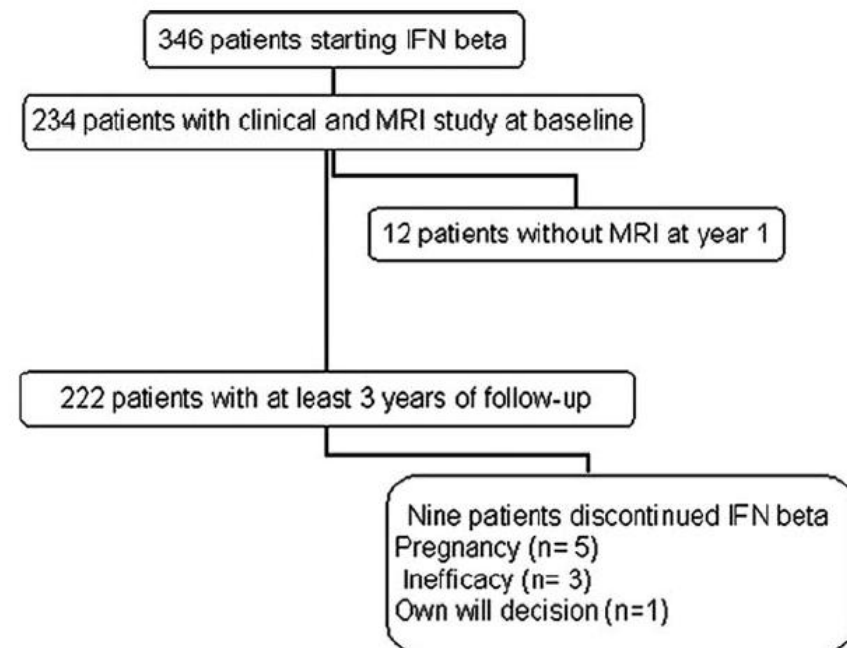 346 patients starting IFN beta
234 patients with clinical and MRI study at baseline
12 patients without MRI at year 1
222 patients with at least 3 years of follow-up
Nine patients discontinued IFN beta
Pregnancy (n= 5)
Inefficacy (n= 3)
Own will decision (n=1)